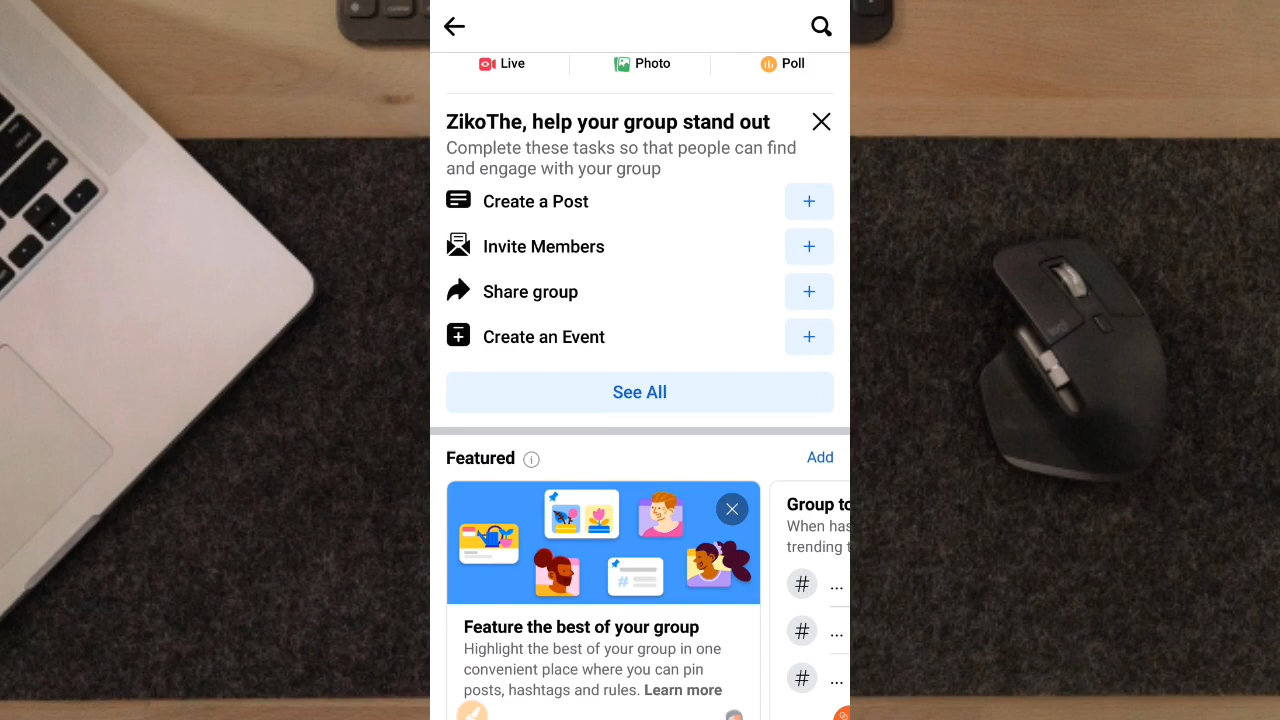 Live
Photo
Poll
ZikoThe, help your group stand out
Complete these tasks so that people can find
and engage with your group
Create a Post
+
Invite Members
+
Share group
+
Create an Event
+
See All
Featured
Add
Feature the best of your group
Highlight the best of your group in one
convenient place where you can pin
posts, hashtags and rules. Learn more
Group to
When has
trending t
# ...
# ...
# ...
logi